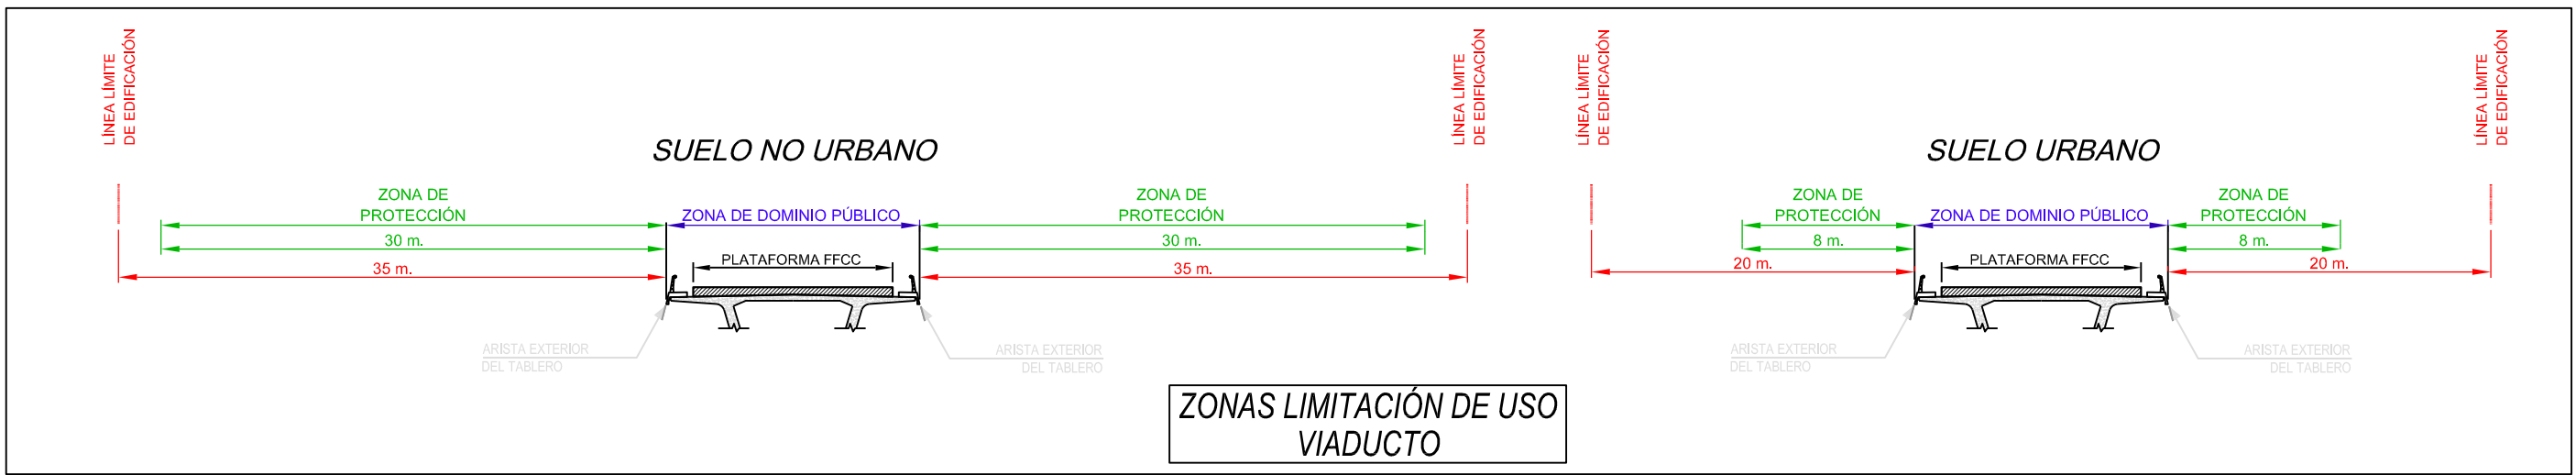 LÍNEA LÍMITE
DE EDIFICACIÓN
LÍNEA LÍMITE
DE EDIFICACIÓN
SUELO NO URBANO
ZONA DE
PROTECCIÓN
ZONA DE DOMINIO PÚBLICO
ZONA DE
PROTECCIÓN
30 m.
30 m.
35 m.
PLATAFORMA FFCC
35 m.
ARISTA EXTERIOR
DEL TABLERO
ARISTA EXTERIOR
DEL TABLERO
LÍNEA LÍMITE
DE EDIFICACIÓN
LÍNEA LÍMITE
DE EDIFICACIÓN
SUELO URBANO
ZONA DE
PROTECCIÓN
ZONA DE DOMINIO PÚBLICO
ZONA DE
PROTECCIÓN
8 m.
8 m.
20 m.
PLATAFORMA FFCC
20 m.
ARISTA EXTERIOR
DEL TABLERO
ARISTA EXTERIOR
DEL TABLERO
ZONAS LIMITACIÓN DE USO
VIADUCTO